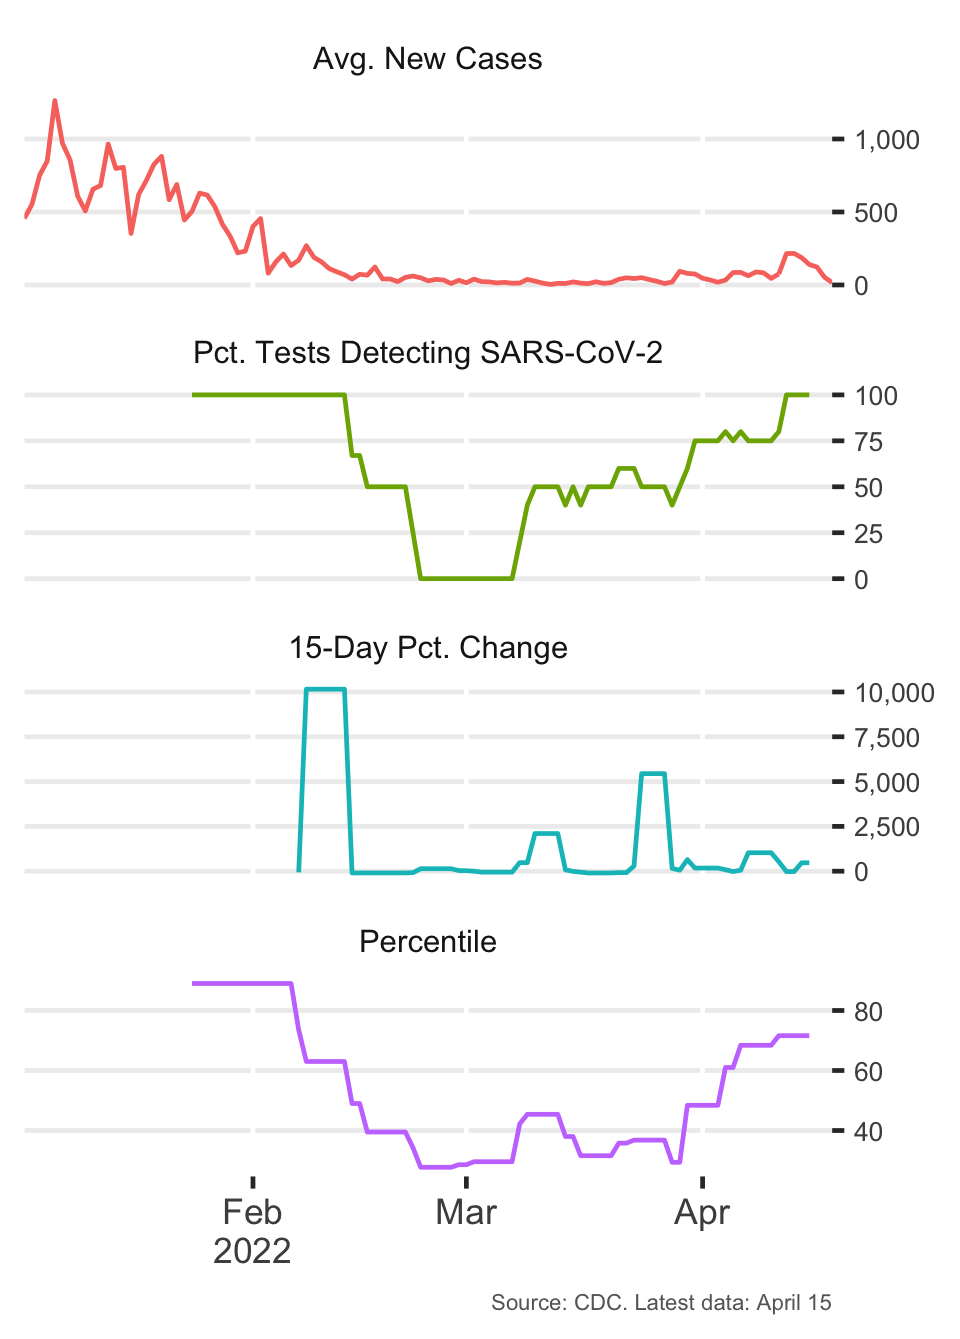 Avg. New Cases
1,000
500
0
Pct. Tests Detecting SARS-CoV-2
100
75
50
25
0
15-Day Pct. Change
10,000
7,500
5,000
2,500
0
Percentile
80
60
40
Feb Mar Apr
2022
Source: CDC. Latest data: April 15